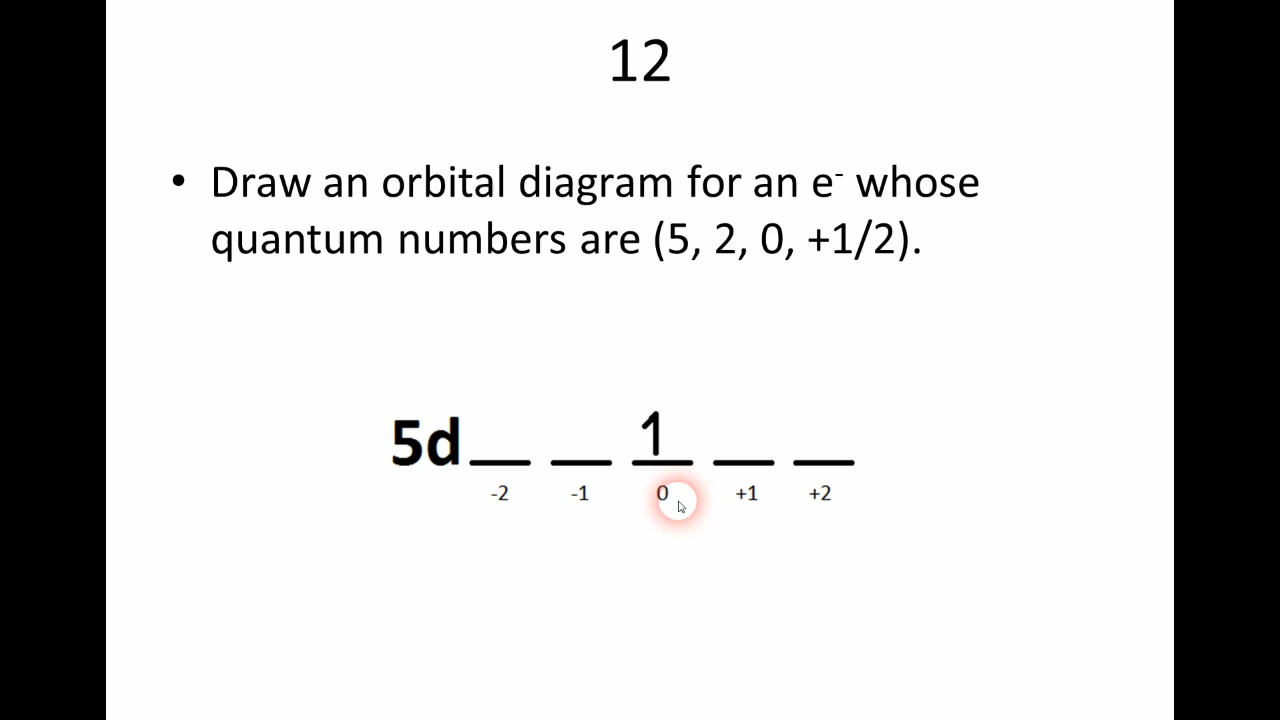 12
• Draw an orbital diagram for an e⁻ whose
quantum numbers are (5, 2, 0, +1/2).
5d __ __ 1 __ __
-2 -1 0 +1 +2